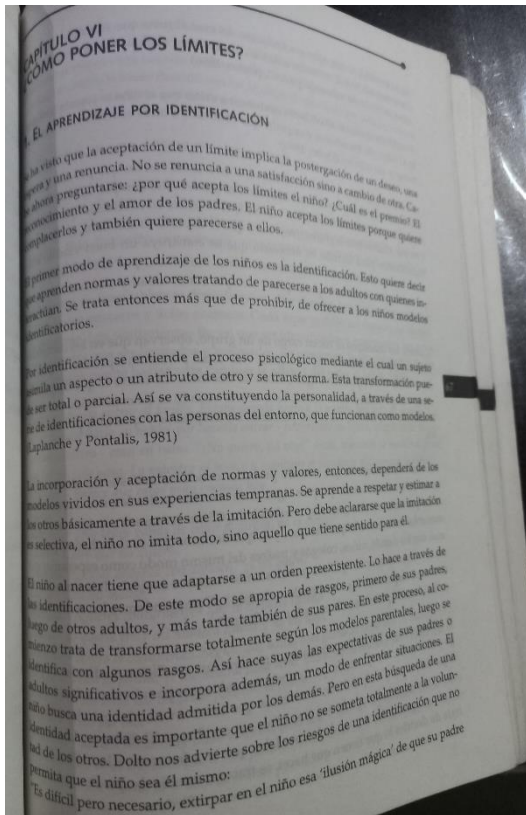 CAPÍTULO VI
¿CÓMO PONER LOS LÍMITES?
1. EL APRENDIZAJE POR IDENTIFICACIÓN
ha visto que la aceptación de un límite implica la postergación de un deseo, una
espera y una renuncia. No se renuncia a una satisfacción sino a cambio de otra. Ca-
be ahora preguntarse: ¿por qué acepta los límites el niño? ¿Cuál es el premio? El
reconocimiento y el amor de los padres. El niño acepta los límites porque quiere
complacerlos y también quiere parecerse a ellos.
primer modo de aprendizaje de los niños es la identificación. Esto quiere decir
que aprenden normas y valores tratando de parecerse a los adultos con quienes in-
teractúan. Se trata entonces más que de prohibir, de ofrecer a los niños modelos
identificatorios.
Por identificación se entiende el proceso psicológico mediante el cual un sujeto
asimila un aspecto o un atributo de otro y se transforma. Esta transformación pue-
de ser total o parcial. Así se va constituyendo la personalidad, a través de una se-
rie de identificaciones con las personas del entorno, que funcionan como modelos.
(Laplanche y Pontalis, 1981)
La incorporación y aceptación de normas y valores, entonces, dependerá de los
modelos vividos en sus experiencias tempranas. Se aprende a respetar y estimar a
los otros básicamente a través de la imitación. Pero debe aclararse que la imitación
es selectiva, el niño no imita todo, sino aquello que tiene sentido para él.
El niño al nacer tiene que adaptarse a un orden preexistente. Lo hace a través de
las identificaciones. De este modo se apropia de rasgos, primero de sus padres,
luego de otros adultos, y más tarde también de sus pares. En este proceso, al co-
mienzo trata de transformarse totalmente según los modelos parentales, luego se
identifica con algunos rasgos. Así hace suyas las expectativas de sus padres o
adultos significativos e incorpora además, un modo de enfrentar situaciones. El
niño busca una identidad admitida por los demás. Pero en esta búsqueda de una
identidad aceptada es importante que el niño no se someta totalmente a la volun-
tad de los otros. Dolto nos advierte sobre los riesgos de una identificación que no
permita que el niño sea él mismo:
"Es difícil pero necesario, extirpar en el niño esa 'ilusión mágica' de que su padre